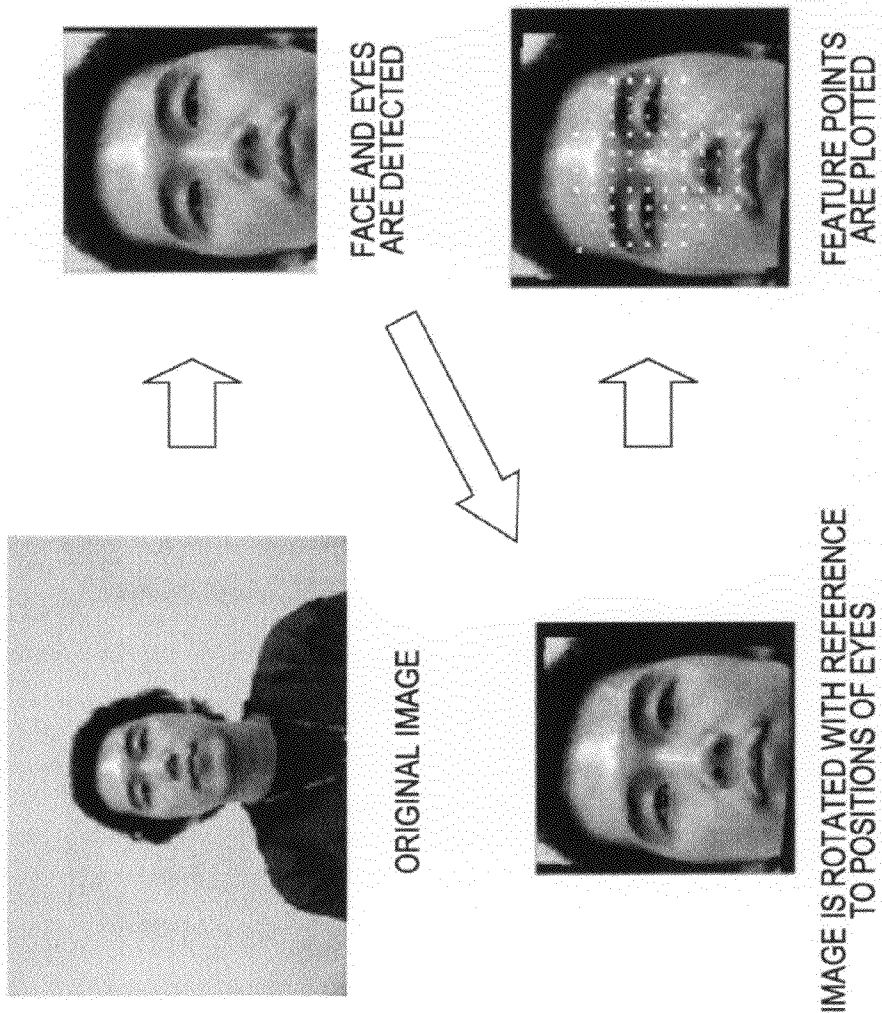 ORIGINAL IMAGE
FACE AND EYES
ARE DETECTED
IMAGE IS ROTATED WITH REFERENCE
TO POSITIONS OF EYES
FEATURE POINTS
ARE PLOTTED